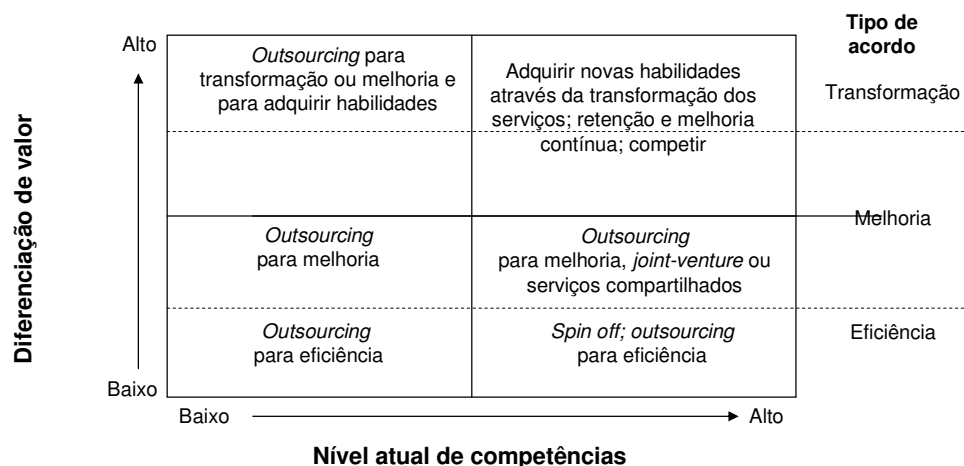 Tipo de
acordo
Alto
Outsourcing para
transformação ou melhoria e
para adquirir habilidades
Adquirir novas habilidades
através da transformação dos
serviços; retenção e melhoria
contínua; competir
Transformação
Diferenciação de valor
Melhoria
Outsourcing
para melhoria
Outsourcing
para melhoria, joint-venture ou
serviços compartilhados
Outsourcing
para eficiência
Spin off; outsourcing
para eficiência
Eficiência
Baixo
Baixo
Alto
Nível atual de competências